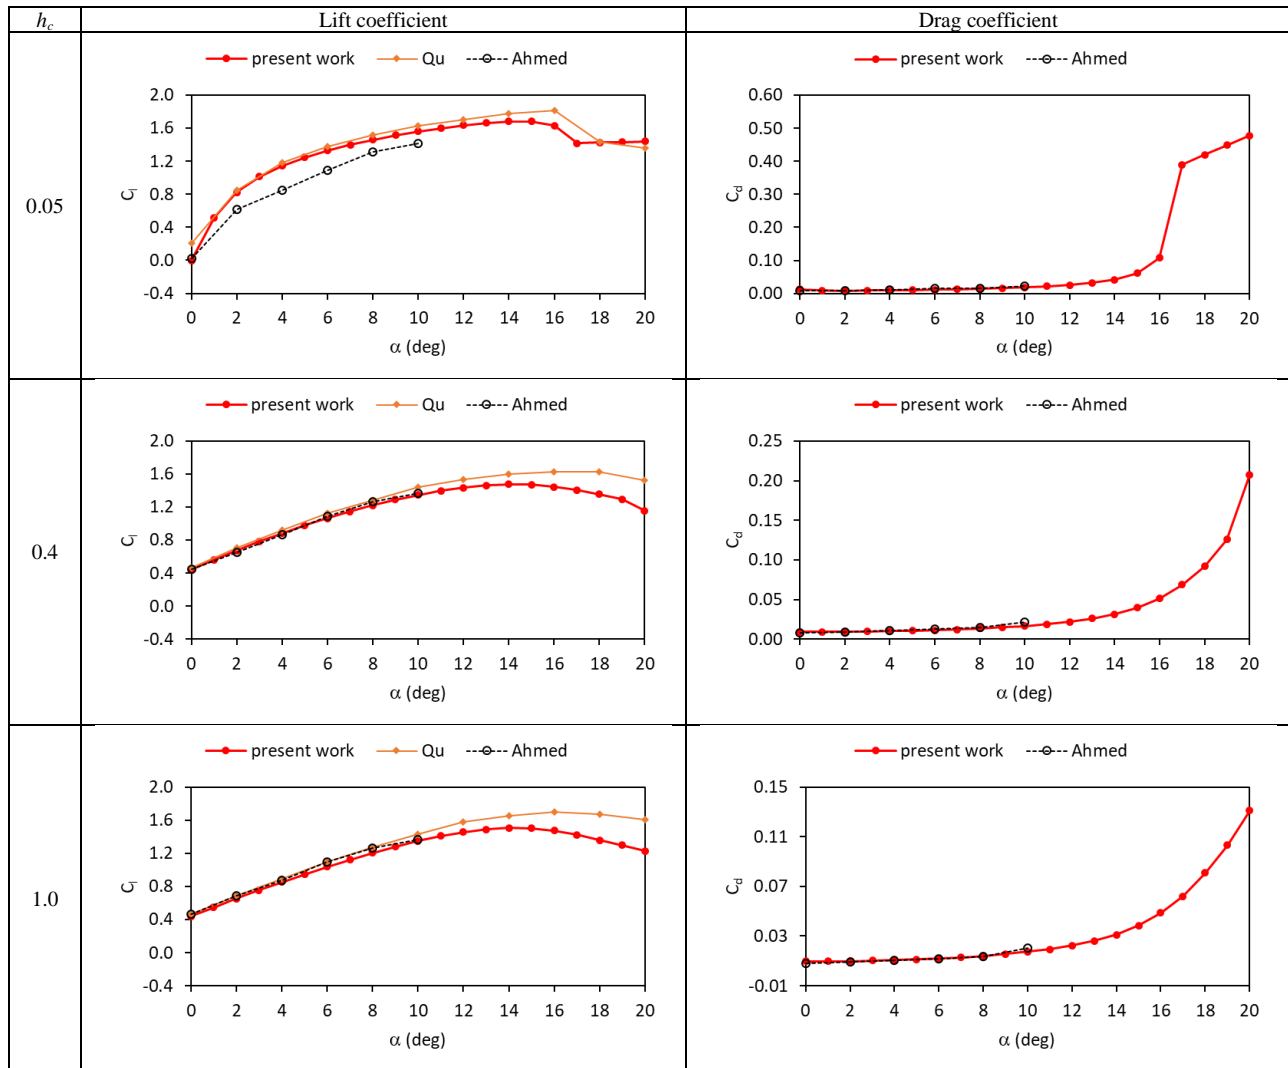 h_c Lift coefficient Drag coefficient
0.05
present work Qu Ahmed
2.0
1.6
1.2
0.8
0.4
0.0
-0.4
C_l
0 2 4 6 8 10 12 14 16 18 20
α (deg)
present work Ahmed
0.60
0.50
0.40
0.30
0.20
0.10
0.00
C_d
0 2 4 6 8 10 12 14 16 18 20
α (deg)
0.4
present work Qu Ahmed
2.0
1.6
1.2
0.8
0.4
0.0
-0.4
C_l
0 2 4 6 8 10 12 14 16 18 20
α (deg)
present work Ahmed
0.25
0.20
0.15
0.10
0.05
0.00
C_d
0 2 4 6 8 10 12 14 16 18 20
α (deg)
1.0
present work Qu Ahmed
2.0
1.6
1.2
0.8
0.4
0.0
-0.4
C_l
0 2 4 6 8 10 12 14 16 18 20
α (deg)
present work Ahmed
0.15
0.11
0.07
0.03
-0.01
C_d
0 2 4 6 8 10 12 14 16 18 20
α (deg)